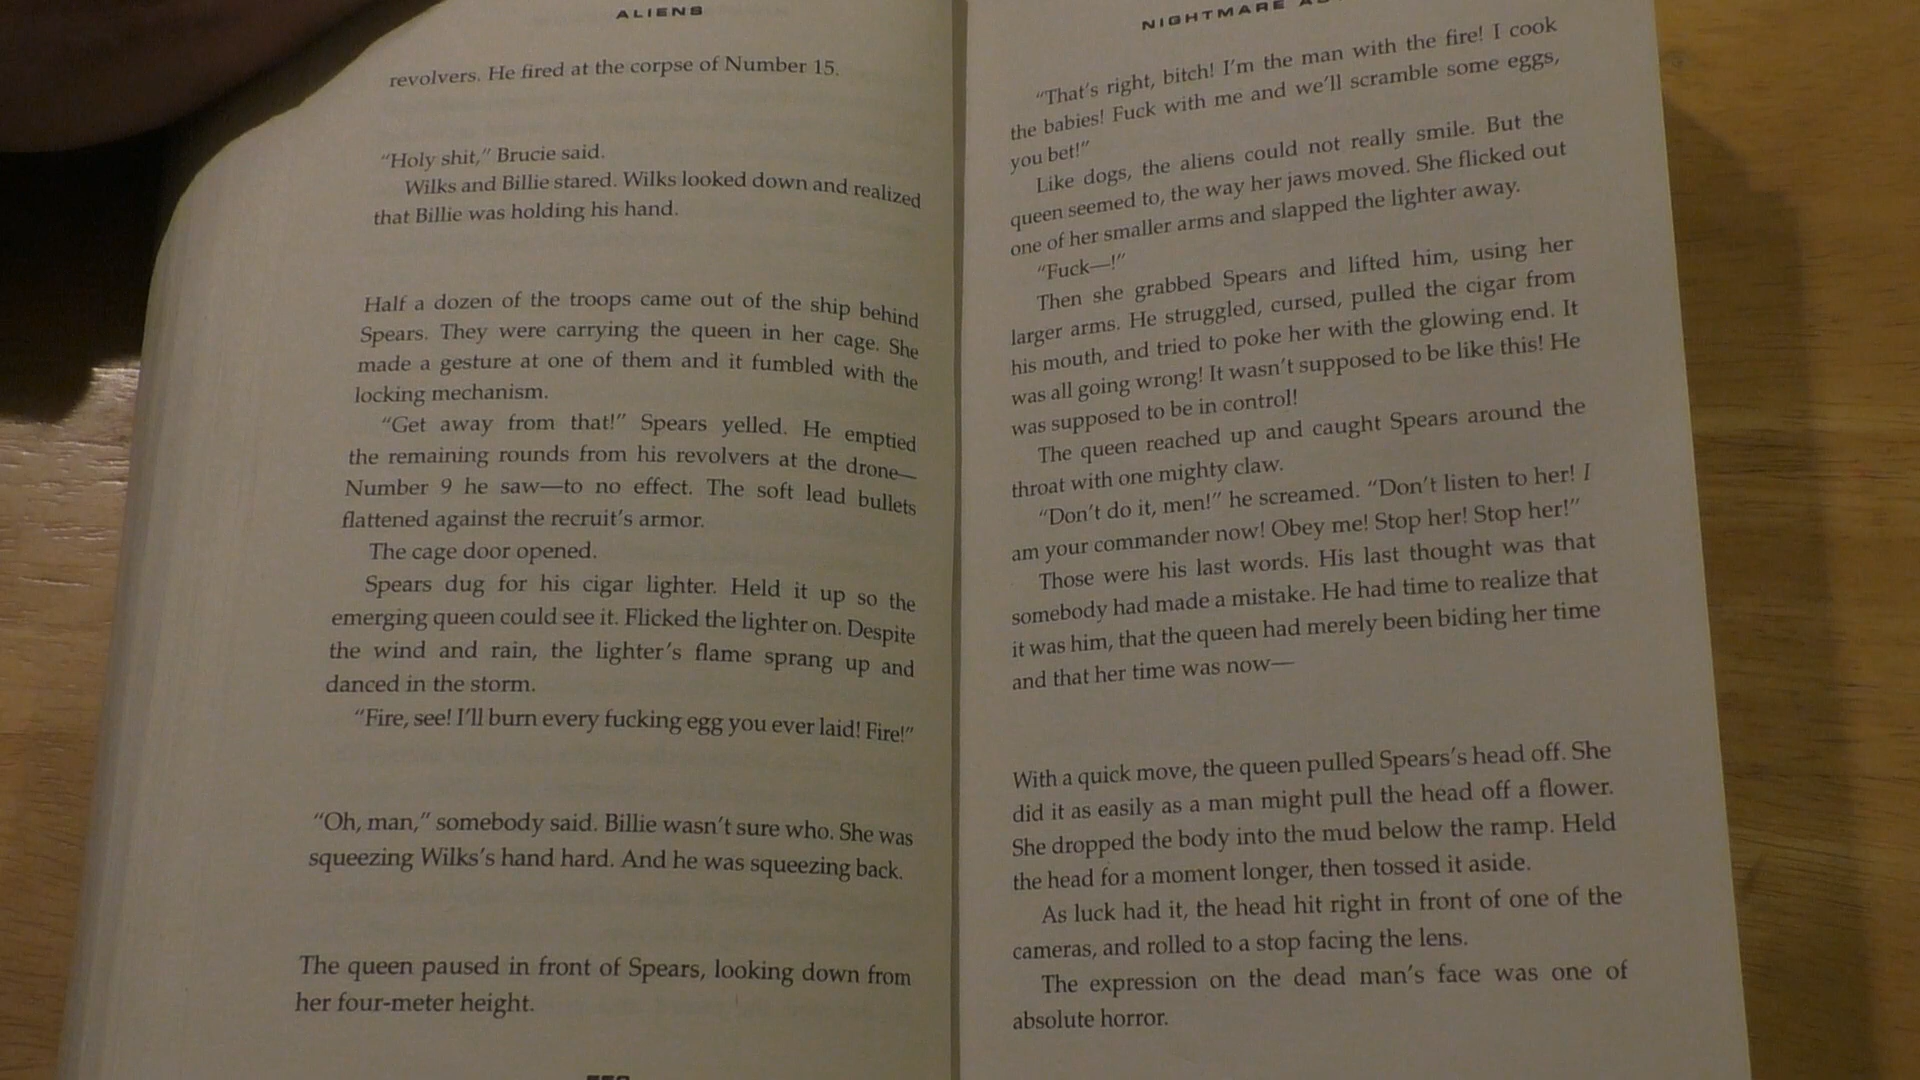 ALIENS
revolvers. He fired at the corpse of Number 15.
“Holy shit,” Brucie said.
Wilks and Billie stared. Wilks looked down and realized
that Billie was holding his hand.
Half a dozen of the troops came out of the ship behind
Spears. They were carrying the queen in her cage. She
made a gesture at one of them and it fumbled with the
locking mechanism.
“Get away from that!” Spears yelled. He emptied
the remaining rounds from his revolvers at the drone—
Number 9 he saw—to no effect. The soft lead bullets
flattened against the recruit’s armor.
The cage door opened.
Spears dug for his cigar lighter. Held it up so the
emerging queen could see it. Flicked the lighter on. Despite
the wind and rain, the lighter’s flame sprang up and
danced in the storm.
“Fire, see! I’ll burn every fucking egg you ever laid! Fire!”
“Oh, man,” somebody said. Billie wasn’t sure who. She was
squeezing Wilks’s hand hard. And he was squeezing back.
The queen paused in front of Spears, looking down from
her four-meter height.
NIGHTMARE
“That’s right, bitch! I’m the man with the fire! I cook
the babies! Fuck with me and we’ll scramble some eggs,
you bet!”
Like dogs, the aliens could not really smile. But the
queen seemed to, the way her jaws moved. She flicked out
one of her smaller arms and slapped the lighter away.
“Fuck—!”
Then she grabbed Spears and lifted him, using her
larger arms. He struggled, cursed, pulled the cigar from
his mouth, and tried to poke her with the glowing end. It
was all going wrong! It wasn’t supposed to be like this! He
was supposed to be in control!
The queen reached up and caught Spears around the
throat with one mighty claw.
“Don’t do it, men!” he screamed. “Don’t listen to her! I
am your commander now! Obey me! Stop her! Stop her!”
Those were his last words. His last thought was that
somebody had made a mistake. He had time to realize that
it was him, that the queen had merely been biding her time
and that her time was now—
With a quick move, the queen pulled Spears’s head off. She
did it as easily as a man might pull the head off a flower.
She dropped the body into the mud below the ramp. Held
the head for a moment longer, then tossed it aside.
As luck had it, the head hit right in front of one of the
cameras, and rolled to a stop facing the lens.
The expression on the dead man’s face was one of
absolute horror.